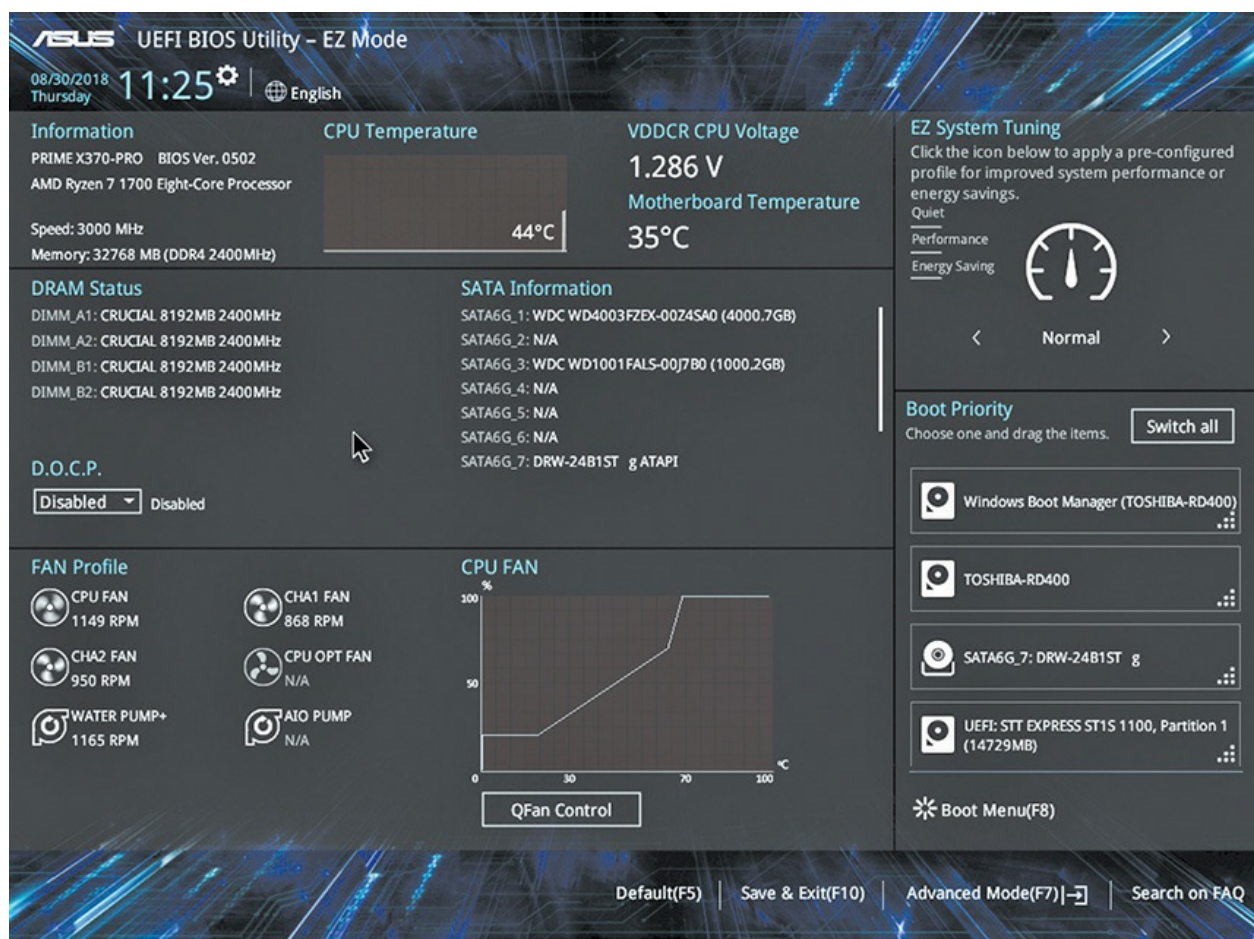 ASUS UEFI BIOS Utility – EZ Mode
08/30/2018
Thursday
11:25
English
Information
PRIME X370-PRO BIOS Ver. 0502
AMD Ryzen 7 1700 Eight-Core Processor
Speed: 3000 MHz
Memory: 32768 MB (DDR4 2400MHz)
CPU Temperature
44°C
VDDCR CPU Voltage
1.286 V
Motherboard Temperature
35°C
EZ System Tuning
Click the icon below to apply a pre-configured
profile for improved system performance or
energy savings.
Quiet
Performance
Energy Saving
< Normal >
DRAM Status
DIMM_A1: CRUCIAL 8192MB 2400MHz
DIMM_A2: CRUCIAL 8192MB 2400MHz
DIMM_B1: CRUCIAL 8192MB 2400MHz
DIMM_B2: CRUCIAL 8192MB 2400MHz
SATA Information
SATA6G_1: WDC WD4003FZEX-00Z4SA0 (4000.7GB)
SATA6G_2: N/A
SATA6G_3: WDC WD1001FALS-00J7B0 (1000.2GB)
SATA6G_4: N/A
SATA6G_5: N/A
SATA6G_6: N/A
SATA6G_7: DRW-24B1ST g ATAPI
D.O.C.P.
Disabled Disabled
Boot Priority
Choose one and drag the items.
Switch all
Windows Boot Manager (TOSHIBA-RD400)
TOSHIBA-RD400
SATA6G_7: DRW-24B1ST g
UEFI: STT EXPRESS ST1S 1100, Partition 1
(14729MB)
Boot Menu(F8)
FAN Profile
CPU FAN
1149 RPM
CHA1 FAN
868 RPM
CHA2 FAN
950 RPM
CPU OPT FAN
N/A
WATER PUMP+
1165 RPM
AIO PUMP
N/A
CPU FAN
%
100
50
0 30 70 100
°C
QFan Control
Default(F5) | Save & Exit(F10) | Advanced Mode(F7) | Search on FAQ